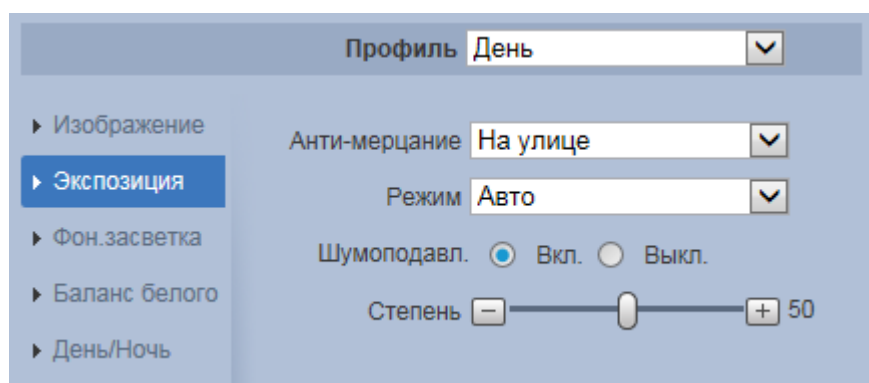 Профиль День
Изображение
Экспозиция
Фон.засветка
Баланс белого
День/Ночь
Анти-мерцание На улице
Режим Авто
Шумоподавл. Вкл. Выкл.
Степень 50